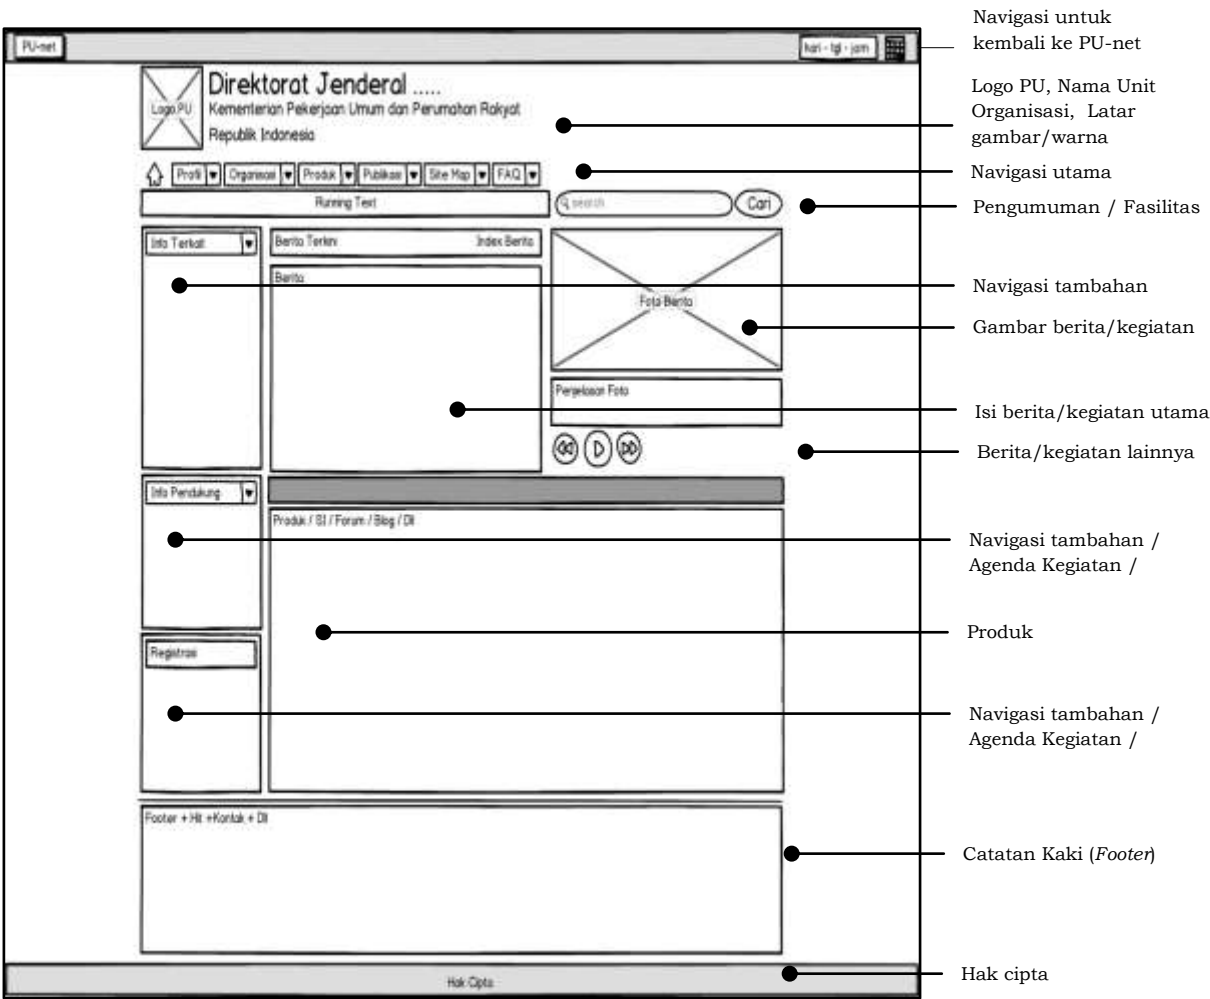 Navigasi untuk
kembali ke PU-net
PU-net
hari - tgl - jam
Logo PU
Direktorat Jenderal .....
Kementerian Pekerjaan Umum dan Perumahan Rakyat
Republik Indonesia
Logo PU, Nama Unit
Organisasi, Latar
gambar/warna
Profil Organisasi Produk Publikasi Site Map FAQ
Navigasi utama
Running Text
search
Cari
Pengumuman / Fasilitas
Info Terkait
Berita Terkini Index Berita
Berita
Foto Berita
Navigasi tambahan
Gambar berita/kegiatan
Penjelasan Foto
Isi berita/kegiatan utama
Berita/kegiatan lainnya
Info Pendukung
Produk / SI / Forum / Blog / Dll
Navigasi tambahan /
Agenda Kegiatan /
Produk
Registrasi
Navigasi tambahan /
Agenda Kegiatan /
Footer + Hit +Kontak + Dll
Catatan Kaki (Footer)
Hak Cipta
Hak cipta